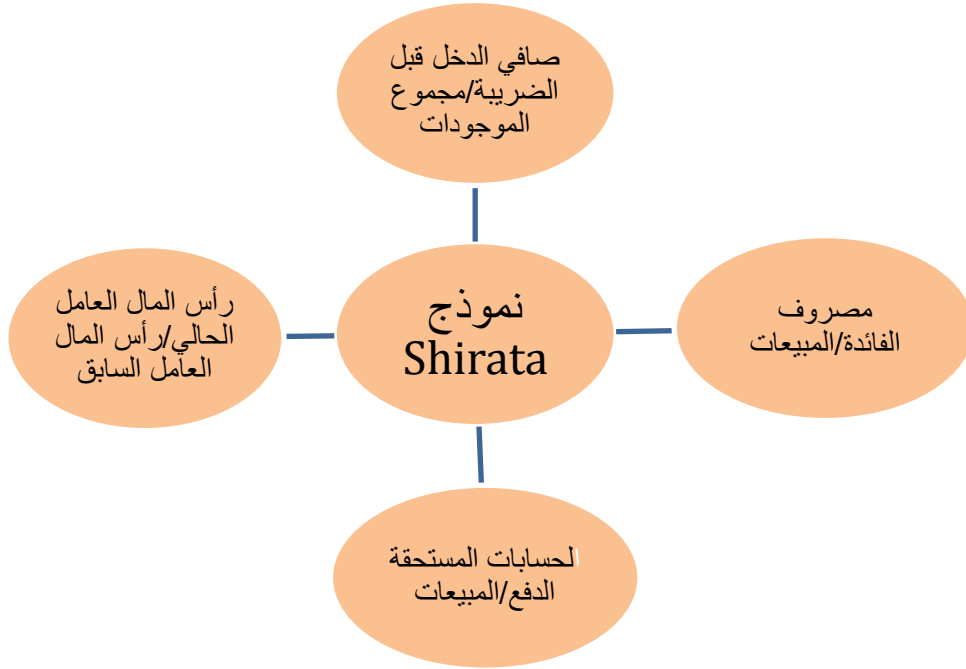 صافي الدخل قبل
الضريبة/مجموع
الموجودات
رأس المال العامل
الحالي/رأس المال
العامل السابق
نموذج
Shirata
مصروف
الفائدة/المبيعات
الحسابات المستحقة
الدفع/المبيعات